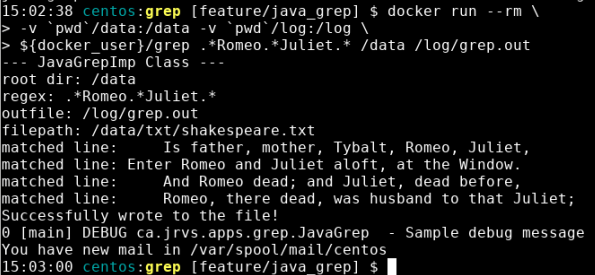 15:02:38 centos:grep [feature/java_grep] $ docker run --rm \
> -v `pwd`/data:/data -v `pwd`/log:/log \
> ${docker_user}/grep .*Romeo.*Juliet.* /data /log/grep.out
--- JavaGrepImp Class ---
root dir: /data
regex: .*Romeo.*Juliet.*
outfile: /log/grep.out
filepath: /data/txt/shakespeare.txt
matched line:     Is father, mother, Tybalt, Romeo, Juliet,
matched line: Enter Romeo and Juliet aloft, at the Window.
matched line:     And Romeo dead; and Juliet, dead before,
matched line:     Romeo, there dead, was husband to that Juliet;
Successfully wrote to the file!
0 [main] DEBUG ca.jrvs.apps.grep.JavaGrep  - Sample debug message
You have new mail in /var/spool/mail/centos
15:03:00 centos:grep [feature/java_grep] $